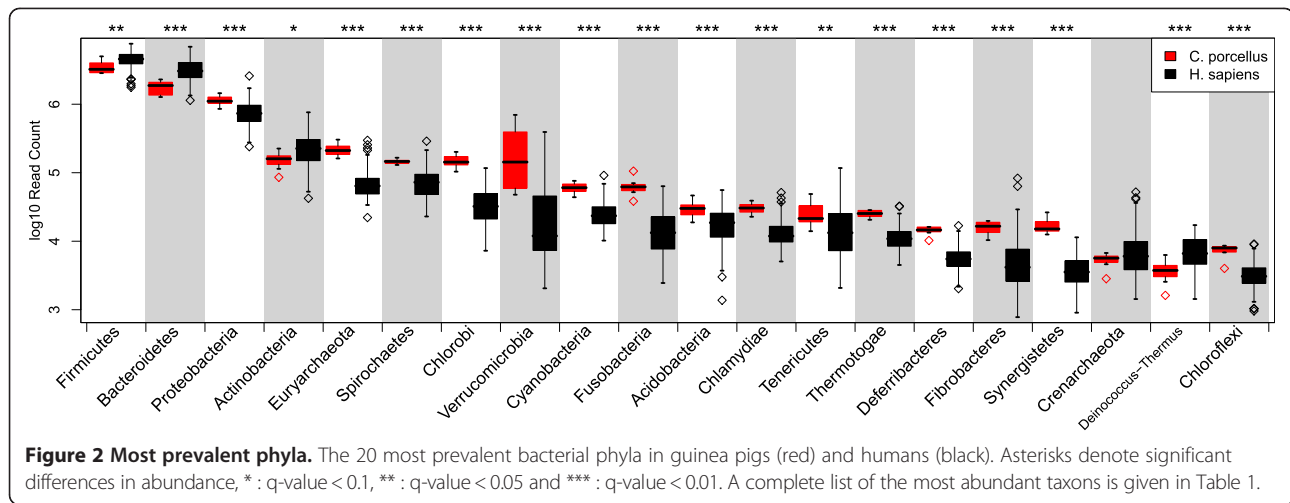 ** *** *** * *** *** *** *** *** *** *** *** ** *** *** *** *** *** ***
C. porcellus
H. sapiens
log10 Read Count
6
5
4
3
Firmicutes
Bacteroidetes
Proteobacteria
Actinobacteria
Euryarchaeota
Spirochaetes
Chlorobi
Verrucomicrobia
Cyanobacteria
Fusobacteria
Acidobacteria
Chlamydiae
Tenericutes
Thermotogae
Deferribacteres
Fibrobacteres
Synergistetes
Crenarchaeota
Deinococcus-Thermus
Chloroflexi
Figure 2 Most prevalent phyla. The 20 most prevalent bacterial phyla in guinea pigs (red) and humans (black). Asterisks denote significant
differences in abundance, * : q-value < 0.1, ** : q-value < 0.05 and *** : q-value < 0.01. A complete list of the most abundant taxons is given in Table 1.